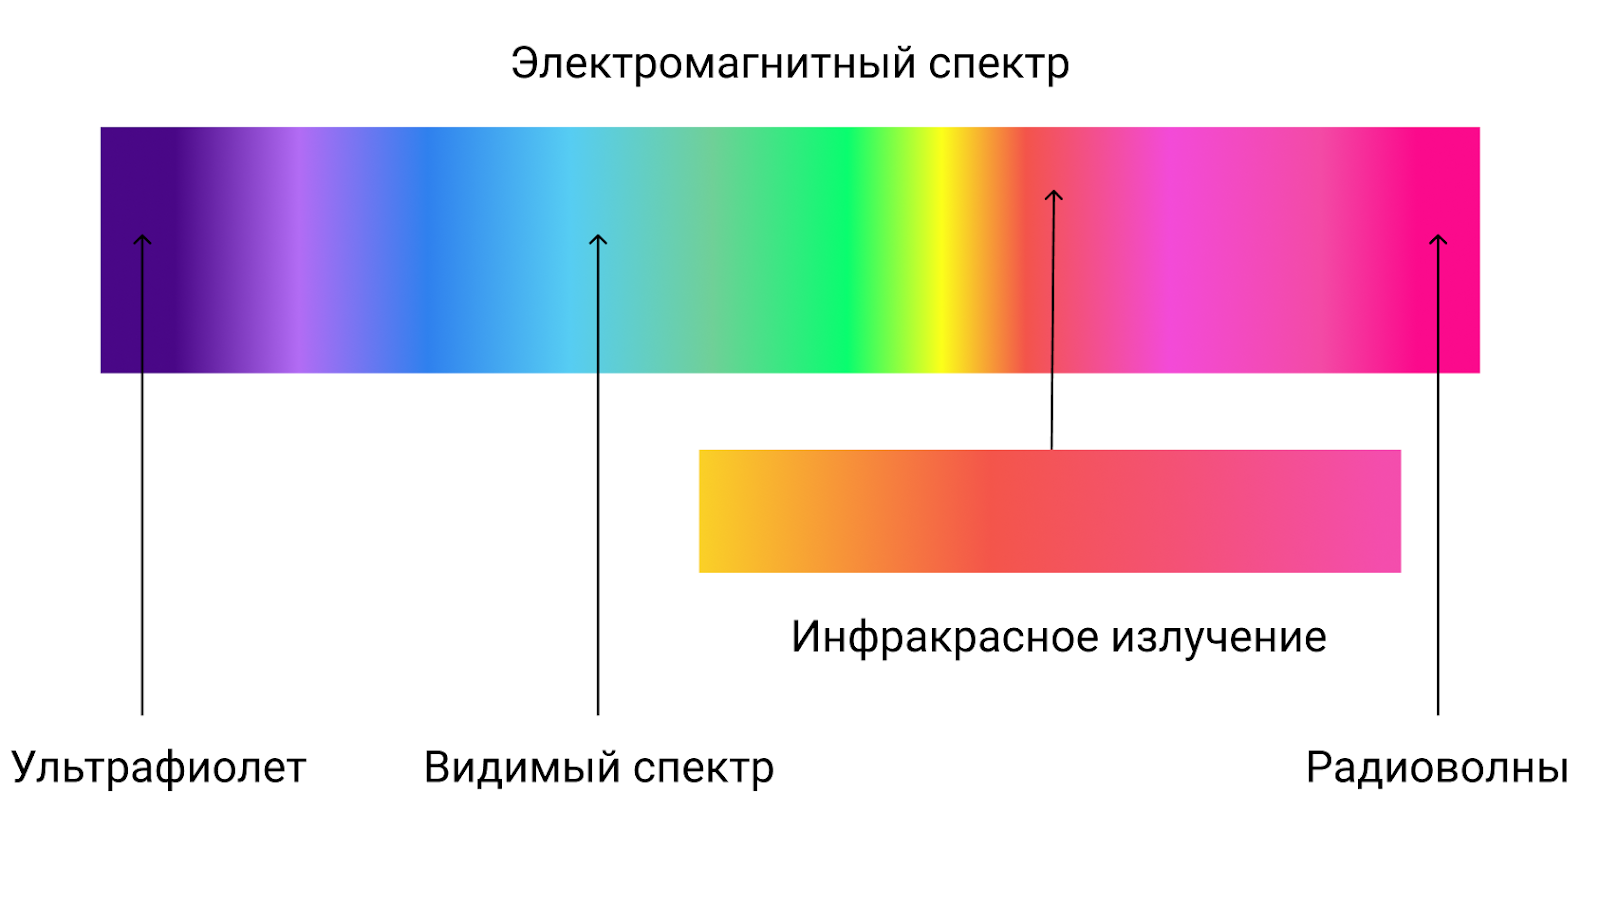 Электромагнитный спектр
Инфракрасное излучение
Ультрафиолет
Видимый спектр
Радиоволны